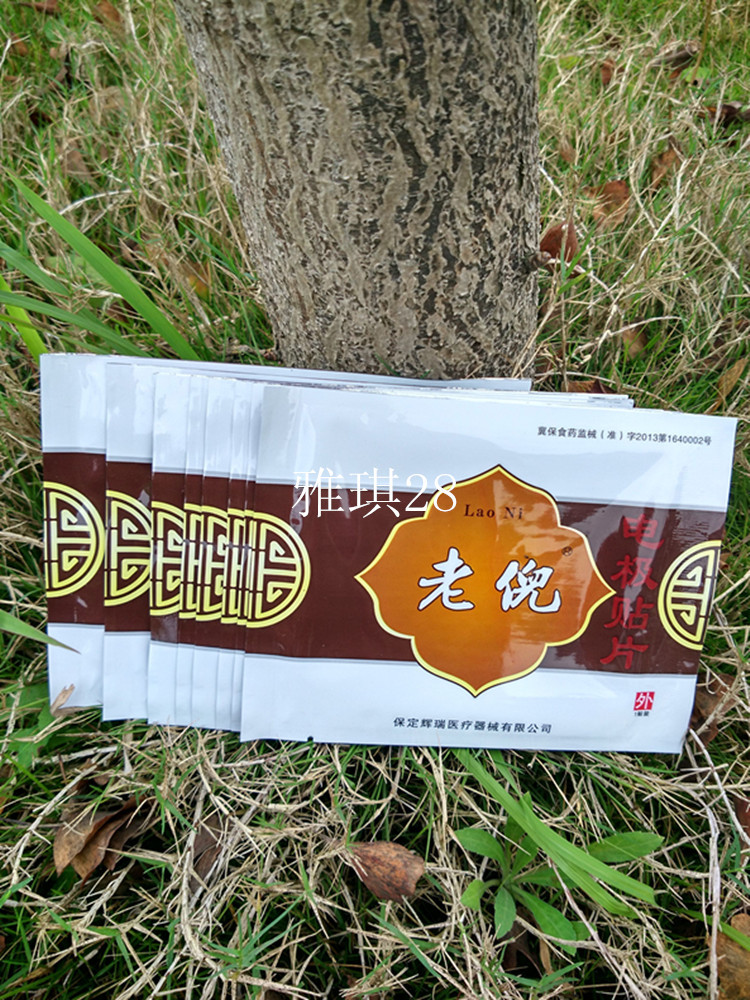 冀保食药监械（准）字2013第1640002号
雅琪28
Lao Ni
老倪®
电极贴片
外
保定辉瑞医疗器械有限公司